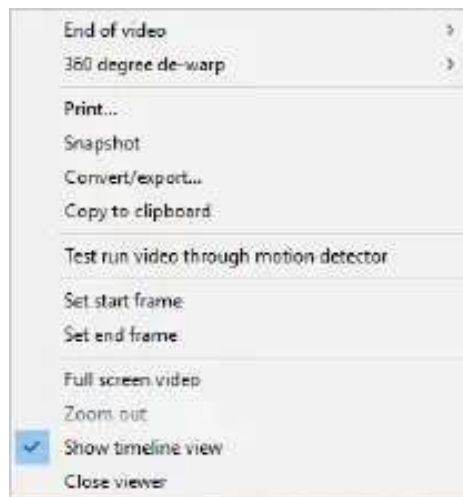 End of video
360 degree de-warp
Print...
Snapshot
Convert/export...
Copy to clipboard
Test run video through motion detector
Set start frame
Set end frame
Full screen video
Zoom out
Show timeline view
Close viewer